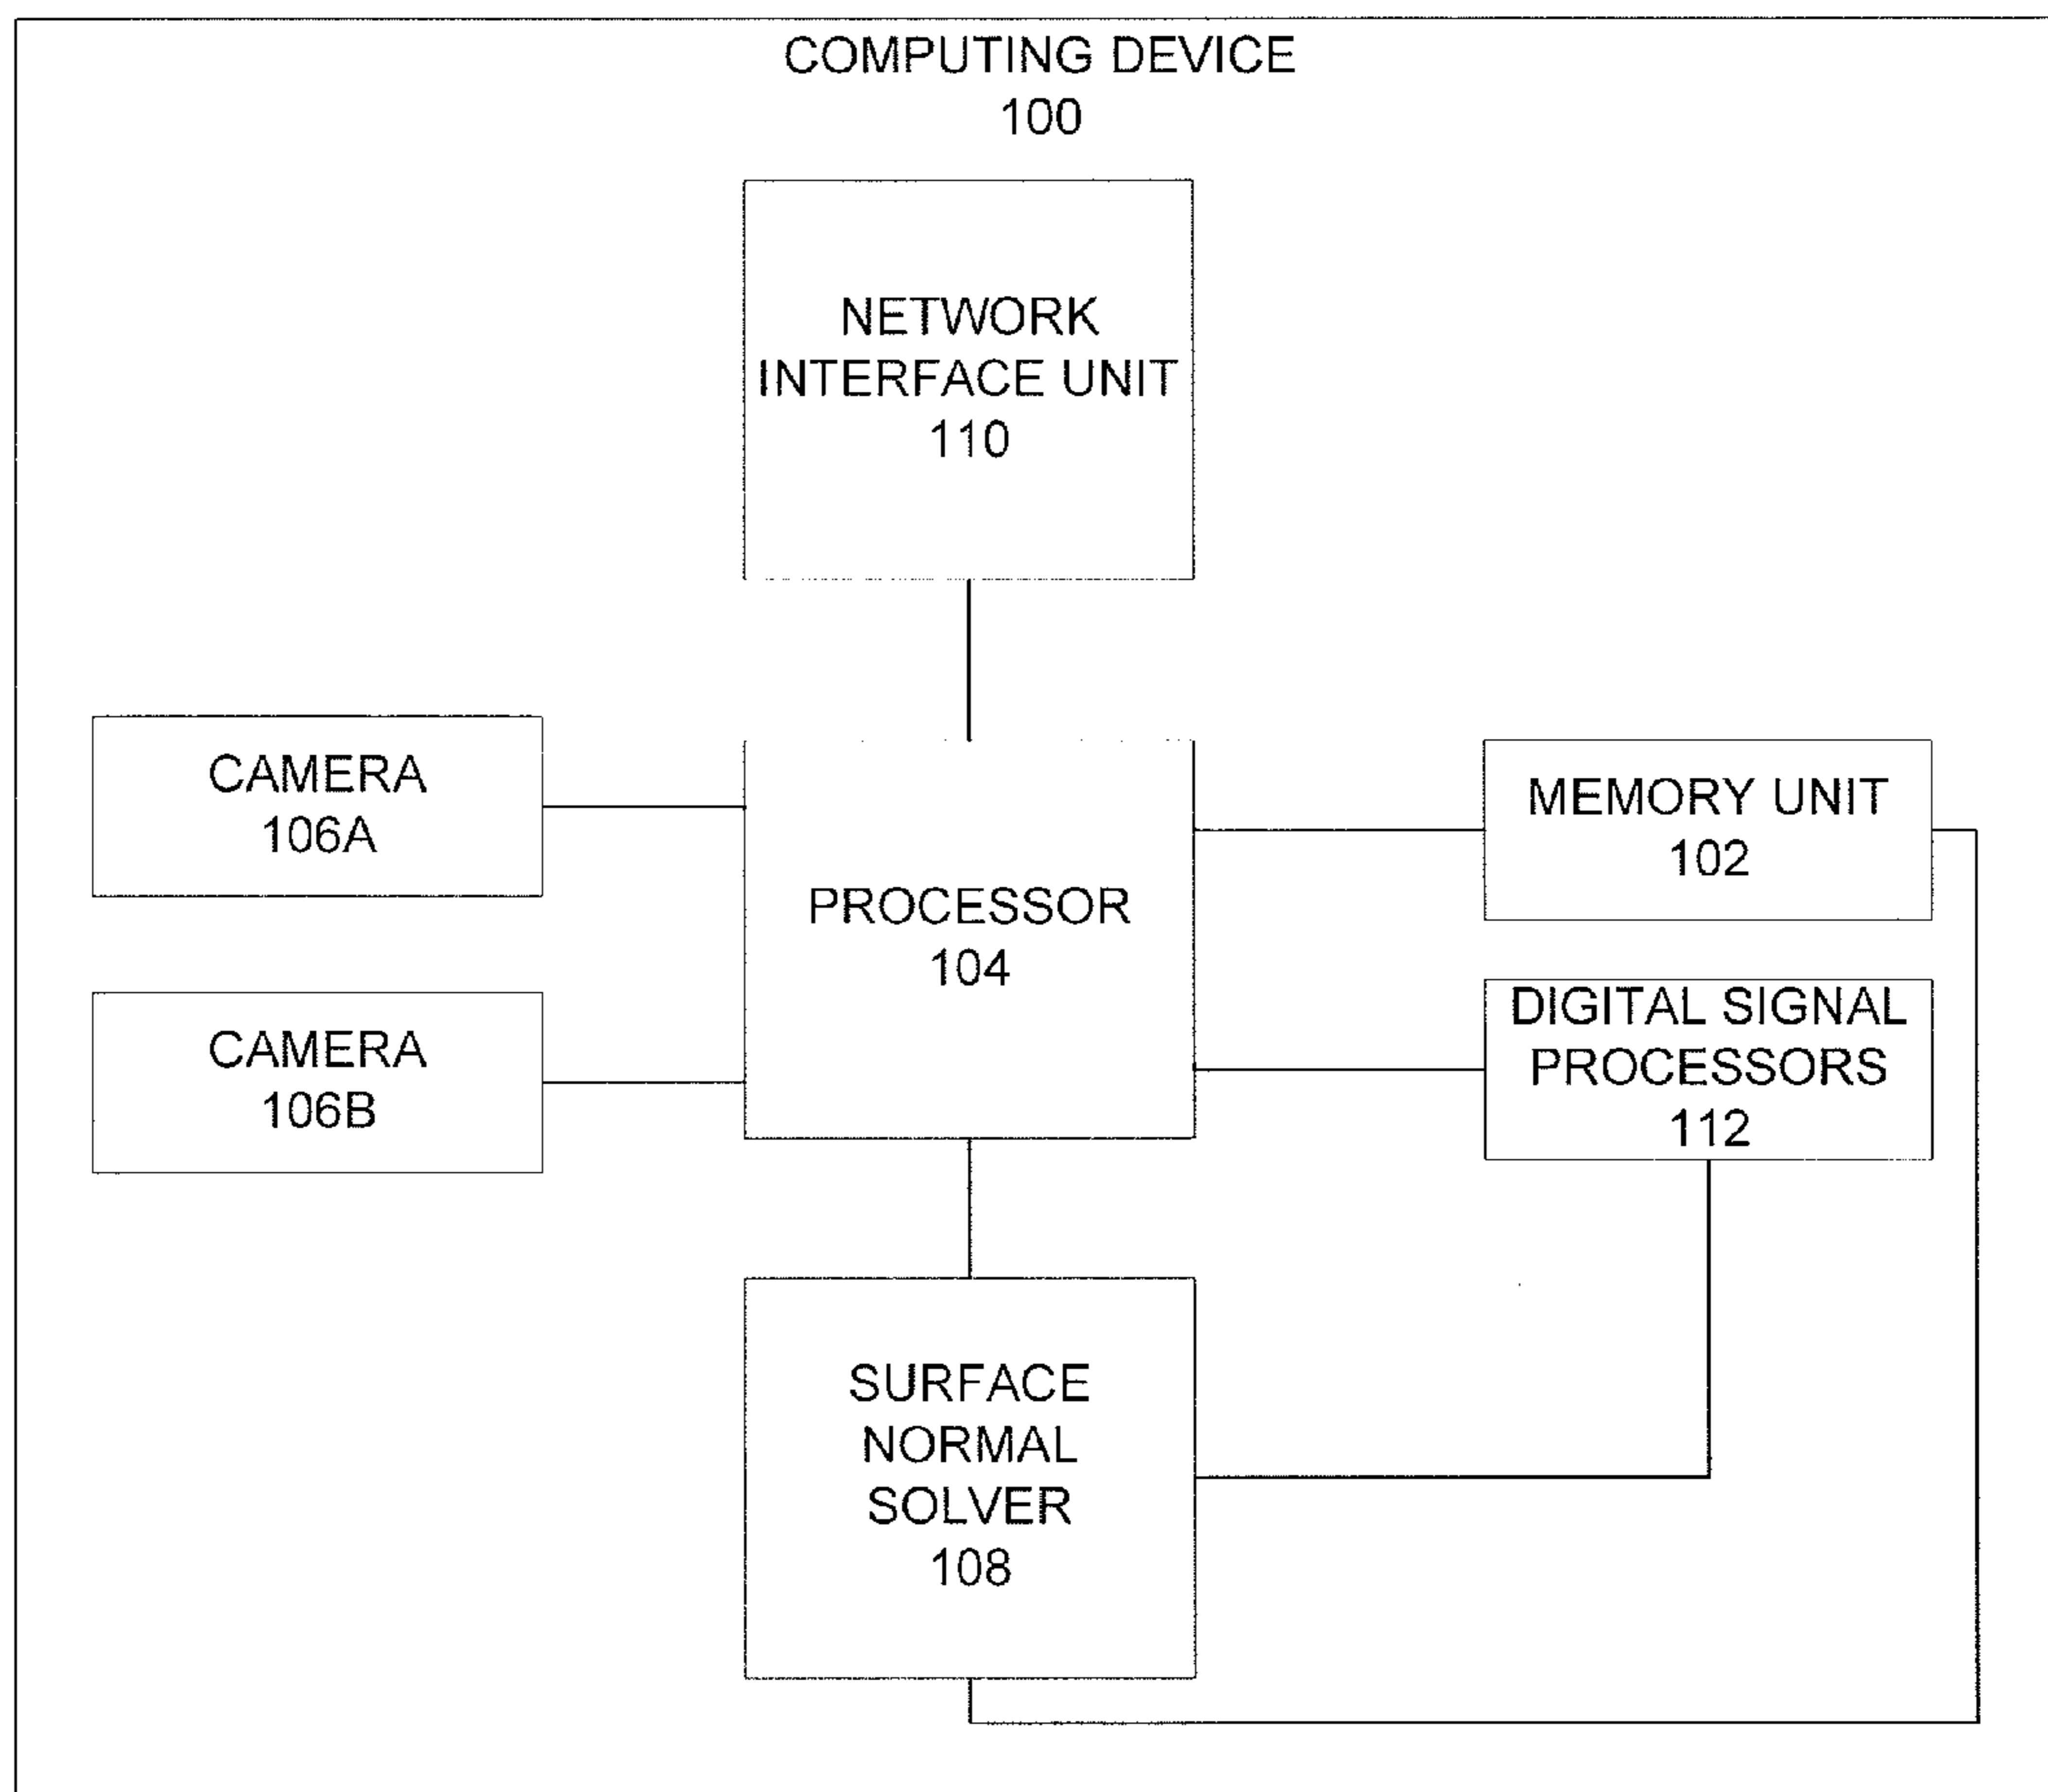 COMPUTING DEVICE
100
NETWORK
INTERFACE UNIT
110
CAMERA
106A
PROCESSOR
104
MEMORY UNIT
102
CAMERA
106B
DIGITAL SIGNAL
PROCESSORS
112
SURFACE
NORMAL
SOLVER
108